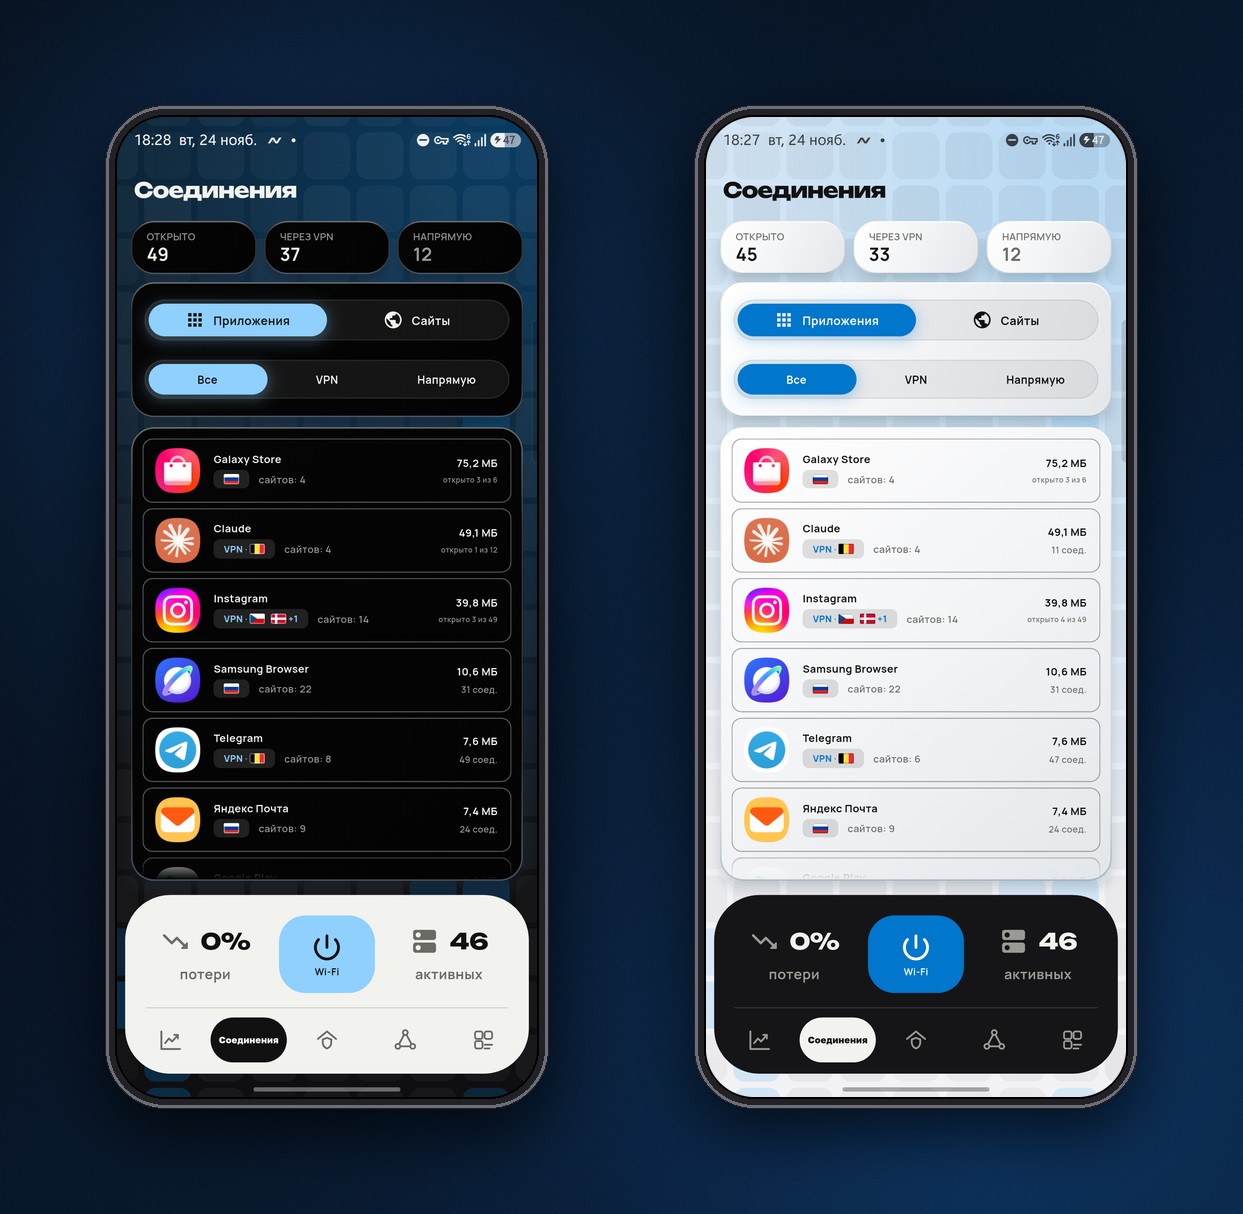 18:28 вт, 24 нояб.
47
Соединения
ОТКРЫТО
49
ЧЕРЕЗ VPN
37
НАПРЯМУЮ
12
Приложения
Сайты
Все
VPN
Напрямую
Galaxy Store
сайтов: 4
75,2 МБ
открыто 3 из 6
Claude
VPN ·
сайтов: 4
49,1 МБ
открыто 1 из 12
Instagram
VPN · +1
сайтов: 14
39,8 МБ
открыто 3 из 49
Samsung Browser
сайтов: 22
10,6 МБ
31 соед.
Telegram
VPN ·
сайтов: 8
7,6 МБ
49 соед.
Яндекс Почта
сайтов: 9
7,4 МБ
24 соед.
Google Play
0%
потери
Wi-Fi
46
активных
Соединения
18:27 вт, 24 нояб.
47
Соединения
ОТКРЫТО
45
ЧЕРЕЗ VPN
33
НАПРЯМУЮ
12
Приложения
Сайты
Все
VPN
Напрямую
Galaxy Store
сайтов: 4
75,2 МБ
открыто 3 из 6
Claude
VPN ·
сайтов: 4
49,1 МБ
11 соед.
Instagram
VPN · +1
сайтов: 14
39,8 МБ
открыто 4 из 49
Samsung Browser
сайтов: 22
10,6 МБ
31 соед.
Telegram
VPN ·
сайтов: 6
7,6 МБ
47 соед.
Яндекс Почта
сайтов: 9
7,4 МБ
24 соед.
Google Play
0%
потери
Wi-Fi
46
активных
Соединения